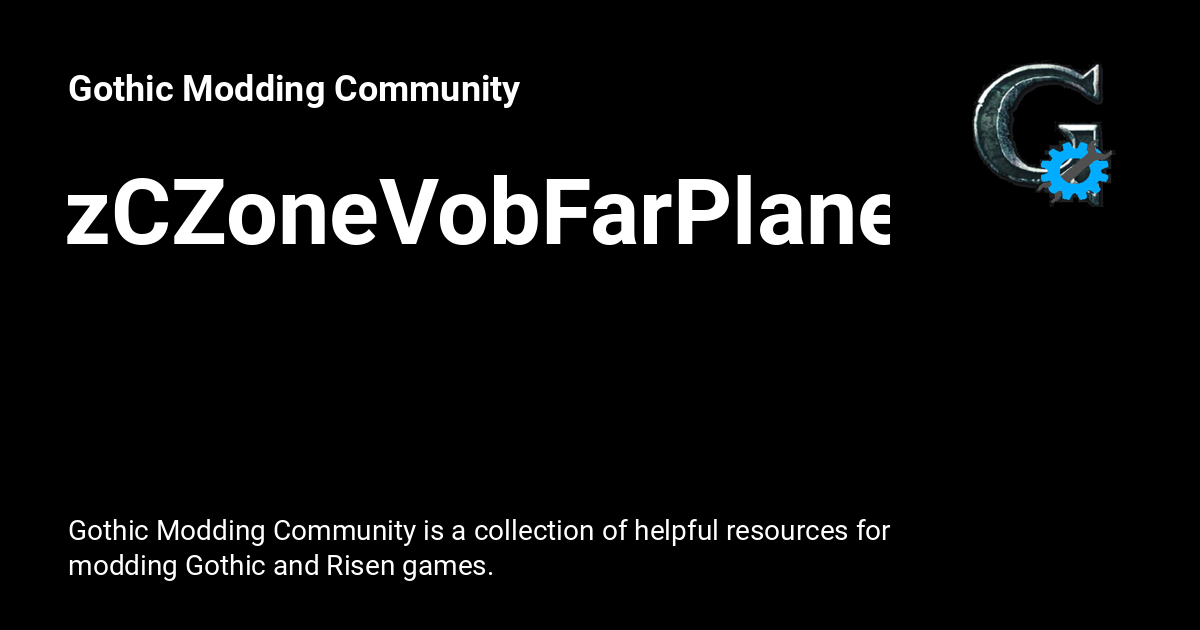 Gothic Modding Community
zCZoneVobFarPlane
Gothic Modding Community is a collection of helpful resources for
modding Gothic and Risen games.
G